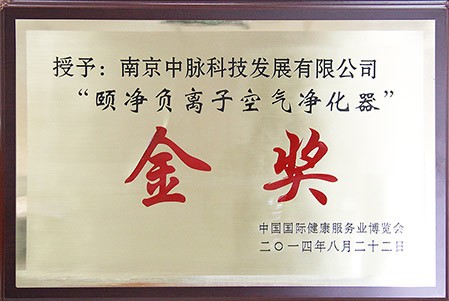 授予：南京中脉科技发展有限公司
“颐净负离子空气净化器”
金奖
中国国际健康服务业博览会
二〇一四年八月二十二日